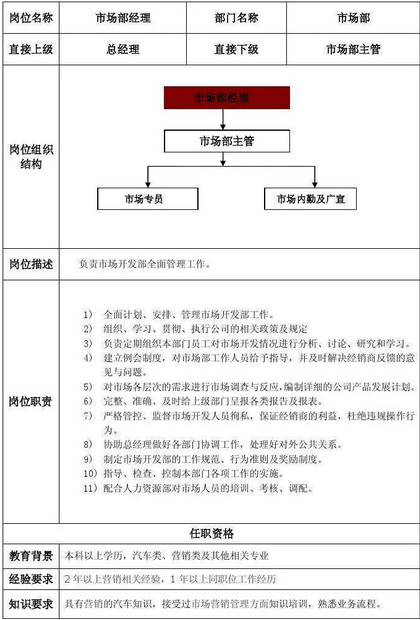 岗位名称 市场部经理 部门名称 市场部
直接上级 总经理 直接下级 市场部主管
岗位组织
结构
市场部经理
市场部主管
市场专员 市场内勤及广宣
岗位描述 负责市场开发部全面管理工作。
岗位职责
1） 全面计划、安排、管理市场开发部工作。
2） 组织、学习、贯彻、执行公司的相关政策及规定
3） 负责定期组织本部门员工对市场开发情况进行分析、讨论、研究和学习。
4） 建立例会制度，对市场部工作人员给予指导，并及时解决经销商反馈的意
见与问题。
5） 对市场各层次的需求进行市场调查与反应,编制详细的公司产品发展计划。
6） 完整、准确、及时给上级部门呈报各类报告及报表。
7） 严格管控、监督市场开发人员徇私，保证经销商的利益，杜绝违规操作行
为。
8） 协助总经理做好各部门协调工作，处理好对外公共关系。
9） 制定市场开发部的工作规范、行为准则及奖励制度。
10）指导、检查、控制本部门各项工作的实施。
11）配合人力资源部对市场人员的培训、考核、调配。
任职资格
教育背景 本科以上学历，汽车类、营销类及其他相关专业
经验要求 2 年以上营销相关经验，1 年以上同职位工作经历
知识要求 具有营销的汽车知识，接受过市场营销管理方面知识培训，熟悉业务流程。